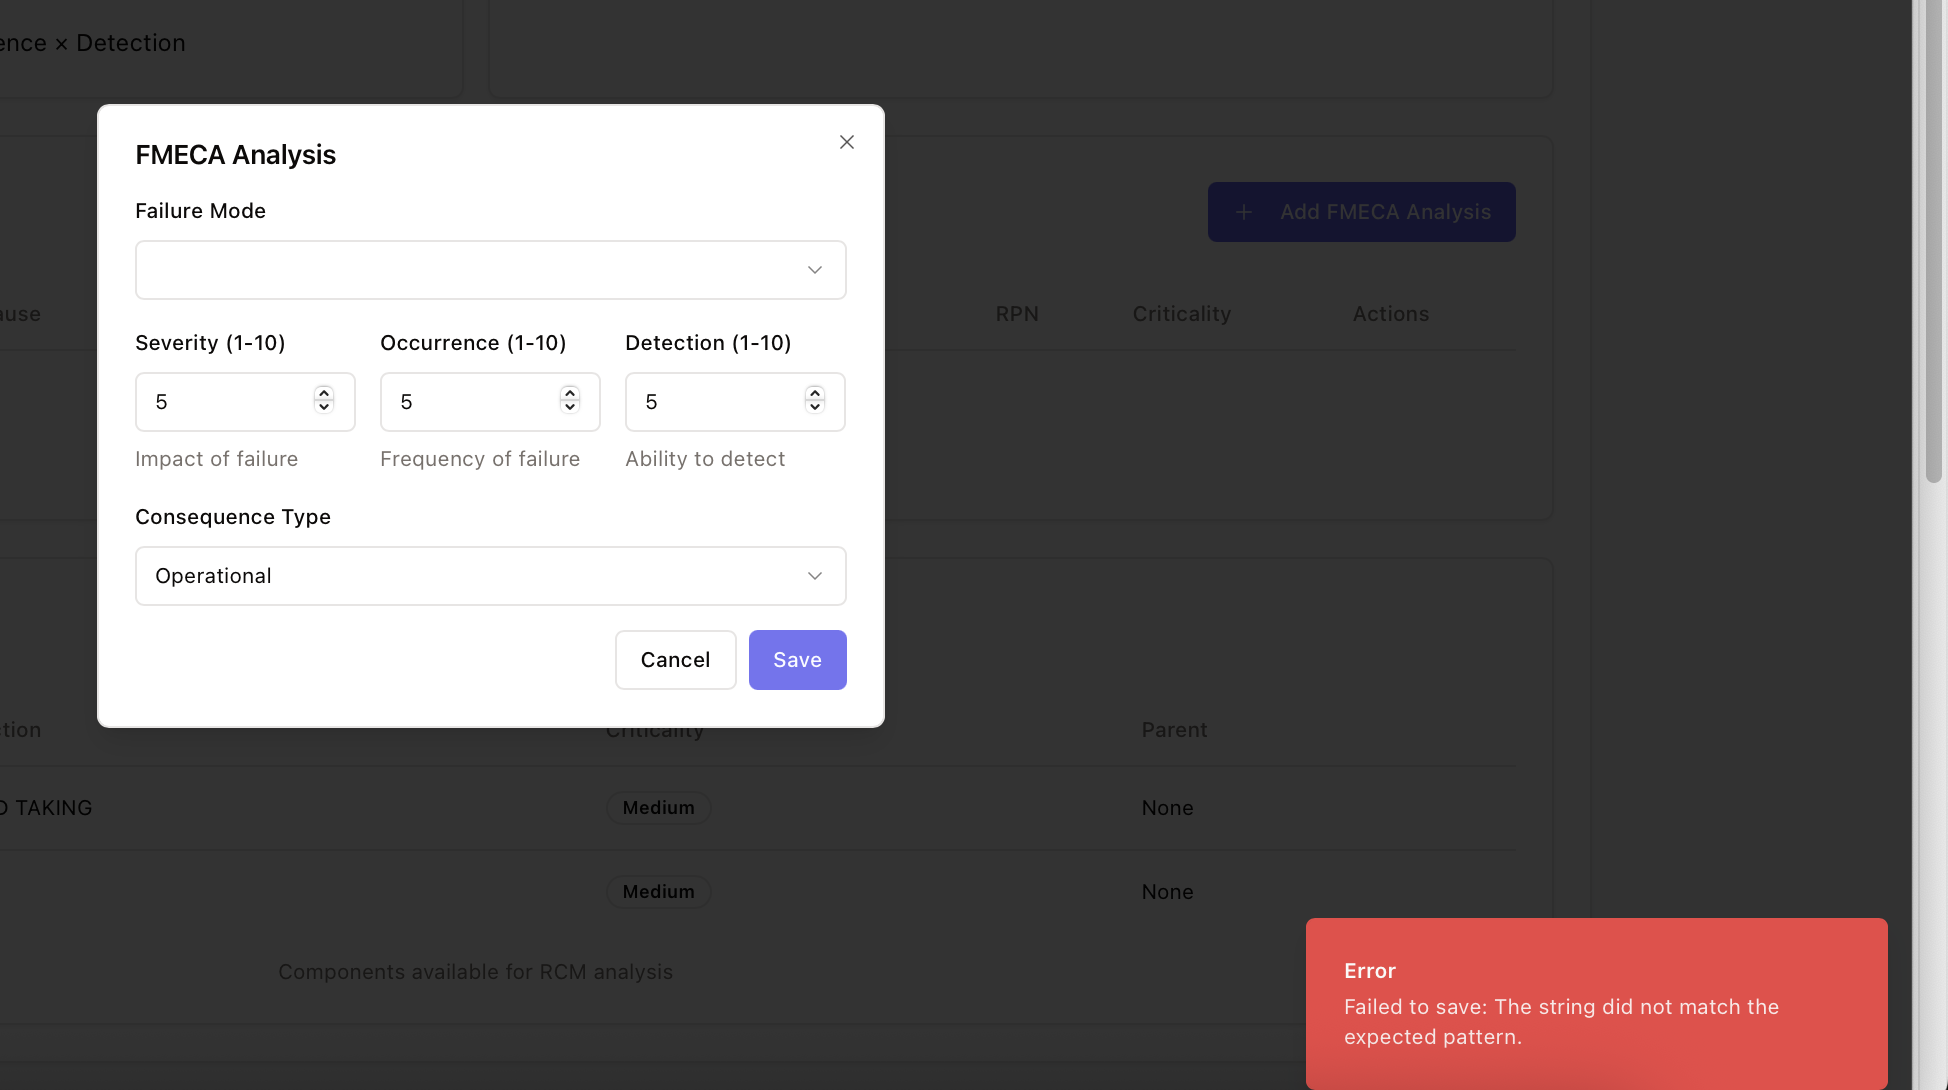 ence × Detection
FMECA Analysis
Failure Mode
Add FMECA Analysis
ause
RPN
Criticality
Actions
Severity (1-10)
Occurrence (1-10)
Detection (1-10)
5
5
5
Impact of failure
Frequency of failure
Ability to detect
Consequence Type
Operational
Cancel
Save
tion
Criticality
Parent
O TAKING
Medium
None
Medium
None
Components available for RCM analysis
Error
Failed to save: The string did not match the
expected pattern.